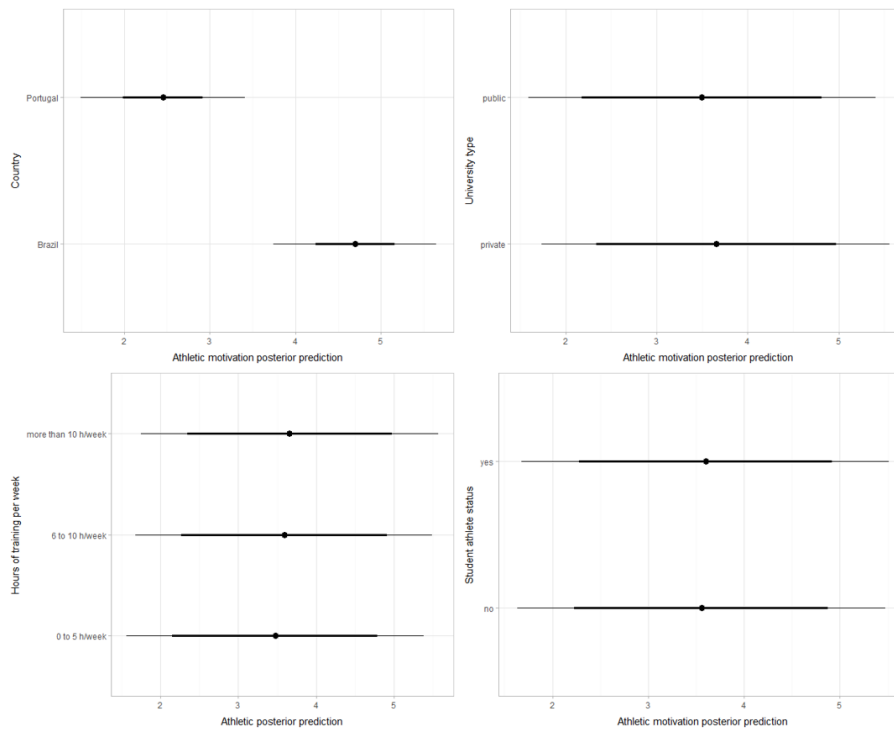 Portugal
Brazil
Country
2 3 4 5
Athletic motivation posterior prediction
public
private
University type
2 3 4 5
Athletic motivation posterior prediction
more than 10 h/week
6 to 10 h/week
0 to 5 h/week
Hours of training per week
2 3 4 5
Athletic posterior prediction
yes
no
Student athlete status
2 3 4 5
Athletic motivation posterior prediction